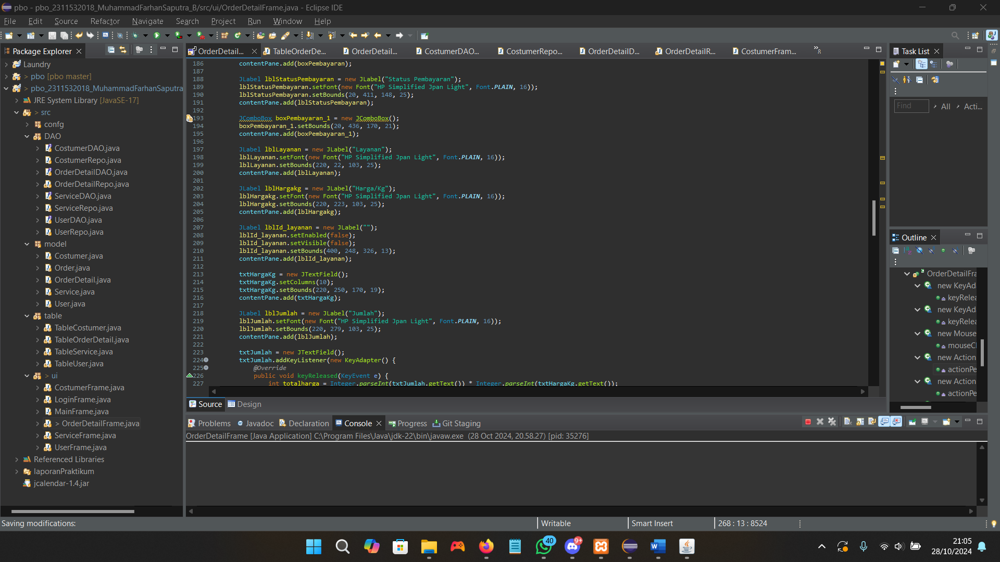 pbo - pbo_2311532018_MuhammadFarhanSaputra_B/src/ui/OrderDetailFrame.java - Eclipse IDE
File Edit Source Refactor Navigate Search Project Run Window Help
Package Explorer
Laundry
> pbo [pbo master]
> pbo_2311532018_MuhammadFarhanSaputra
JRE System Library [JavaSE-17]
> src
confg
DAO
CostumerDAO.java
CostumerRepo.java
OrderDetailDAO.java
OrderDetailRepo.java
ServiceDAO.java
ServiceRepo.java
UserDAO.java
UserRepo.java
model
Costumer.java
Order.java
OrderDetail.java
Service.java
User.java
table
TableCostumer.java
TableOrderDetail.java
TableService.java
TableUser.java
> ui
CostumerFrame.java
LoginFrame.java
MainFrame.java
> OrderDetailFrame.java
ServiceFrame.java
UserFrame.java
Referenced Libraries
laporanPraktikum
jcalendar-1.4.jar
OrderDetail... TableOrderDe... OrderDetail... CostumerDAO... CostumerRepo... OrderDetailD... OrderDetailR... CostumerFram... »8
186 contentPane.add(boxPembayaran);
187
188 JLabel lblStatusPembayaran = new JLabel("Status Pembayaran");
189 lblStatusPembayaran.setFont(new Font("HP Simplified Jpan Light", Font.PLAIN, 16));
190 lblStatusPembayaran.setBounds(20, 411, 148, 25);
191 contentPane.add(lblStatusPembayaran);
192
193 JComboBox boxPembayaran_1 = new JComboBox();
194 boxPembayaran_1.setBounds(20, 436, 170, 21);
195 contentPane.add(boxPembayaran_1);
196
197 JLabel lblLayanan = new JLabel("Layanan");
198 lblLayanan.setFont(new Font("HP Simplified Jpan Light", Font.PLAIN, 16));
199 lblLayanan.setBounds(220, 22, 103, 25);
200 contentPane.add(lblLayanan);
201
202 JLabel lblHargakg = new JLabel("Harga/Kg");
203 lblHargakg.setFont(new Font("HP Simplified Jpan Light", Font.PLAIN, 16));
204 lblHargakg.setBounds(220, 223, 103, 25);
205 contentPane.add(lblHargakg);
206
207 JLabel lblId_layanan = new JLabel("");
208 lblId_layanan.setEnabled(false);
209 lblId_layanan.setVisible(false);
210 lblId_layanan.setBounds(400, 248, 326, 13);
211 contentPane.add(lblId_layanan);
212
213 txtHargaKg = new JTextField();
214 txtHargaKg.setColumns(10);
215 txtHargaKg.setBounds(220, 250, 170, 19);
216 contentPane.add(txtHargaKg);
217
218 JLabel lblJumlah = new JLabel("Jumlah");
219 lblJumlah.setFont(new Font("HP Simplified Jpan Light", Font.PLAIN, 16));
220 lblJumlah.setBounds(220, 279, 103, 25);
221 contentPane.add(lblJumlah);
222
223 txtJumlah = new JTextField();
224 txtJumlah.addKeyListener(new KeyAdapter() {
225 @Override
226 public void keyReleased(KeyEvent e) {
227 int totalharga = Integer.parseInt(txtJumlah.getText()) * Integer.parseInt(txtHargaKg.getText());
Source Design
Problems Javadoc Declaration Console Progress Git Staging
OrderDetailFrame [Java Application] C:\Program Files\Java\jdk-22\bin\javaw.exe (28 Oct 2024, 20.58.27) [pid: 35276]
Task List
Find All Acti...
Outline
OrderDetailFra
new KeyAd
keyRelea
new KeyAd
keyRelea
new Mouse
mouseCl
new Action
actionPe
new Action
actionPe
Saving modifications: Writable Smart Insert 268 : 13 : 8524
40
9+
21:05
28/10/2024